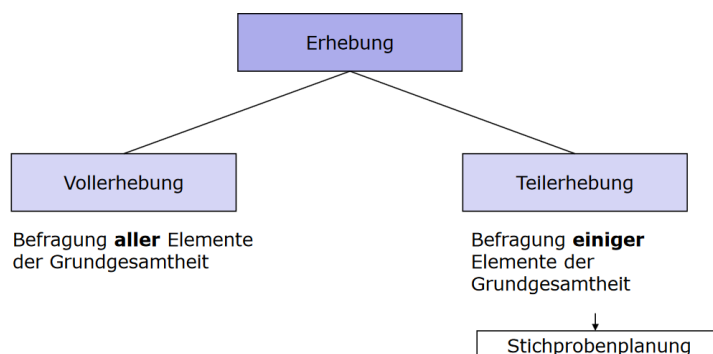 Erhebung
Vollerhebung
Befragung aller Elemente
der Grundgesamtheit
Teilerhebung
Befragung einiger
Elemente der
Grundgesamtheit
Stichprobenplanung